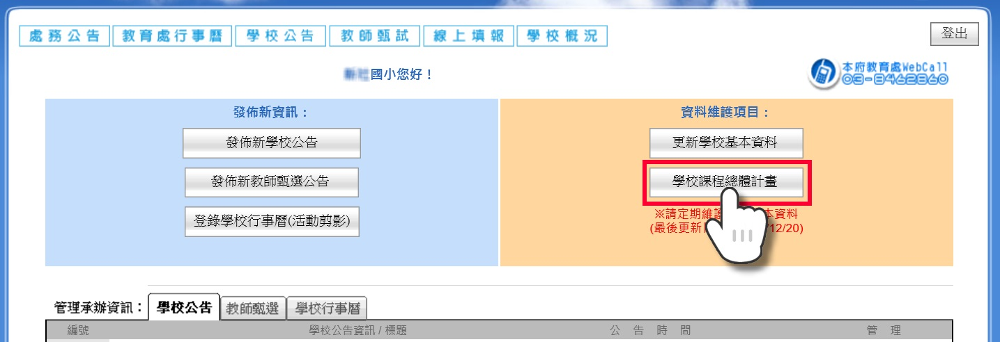 處務公告 教育處行事曆 學校公告 教師甄試 線上填報 學校概況 登出
國小您好！
本府教育處WebCall
03-8462860
發佈新資訊：
發佈新學校公告
發佈新教師甄選公告
登錄學校行事曆(活動剪影)
資料維護項目：
更新學校基本資料
學校課程總體計畫
※請定期維 本資料
(最後更新 12/20)
管理承辦資訊： 學校公告 教師甄選 學校行事曆
編號 學校公告資訊 / 標題 公告時間 管理